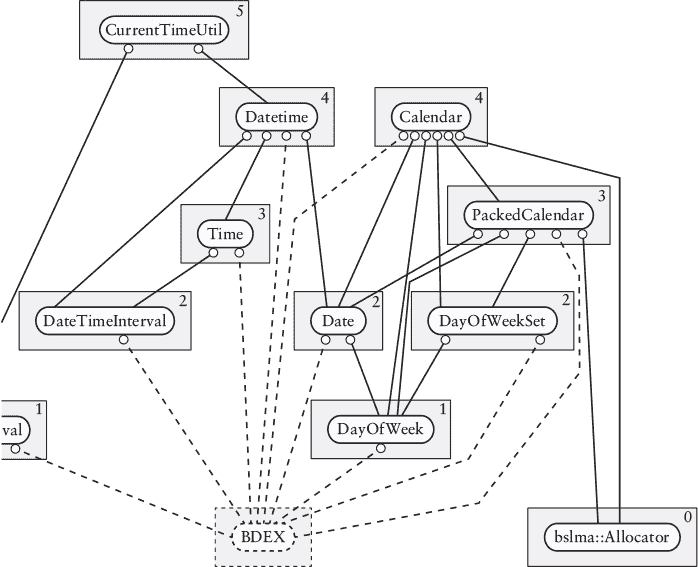 5
CurrentTimeUtil
4
Datetime
4
Calendar
3
PackedCalendar
3
Time
2
DateTimeInterval
2
Date
2
DayOfWeekSet
1
val
1
DayOfWeek
0
BDEX
bslma::Allocator